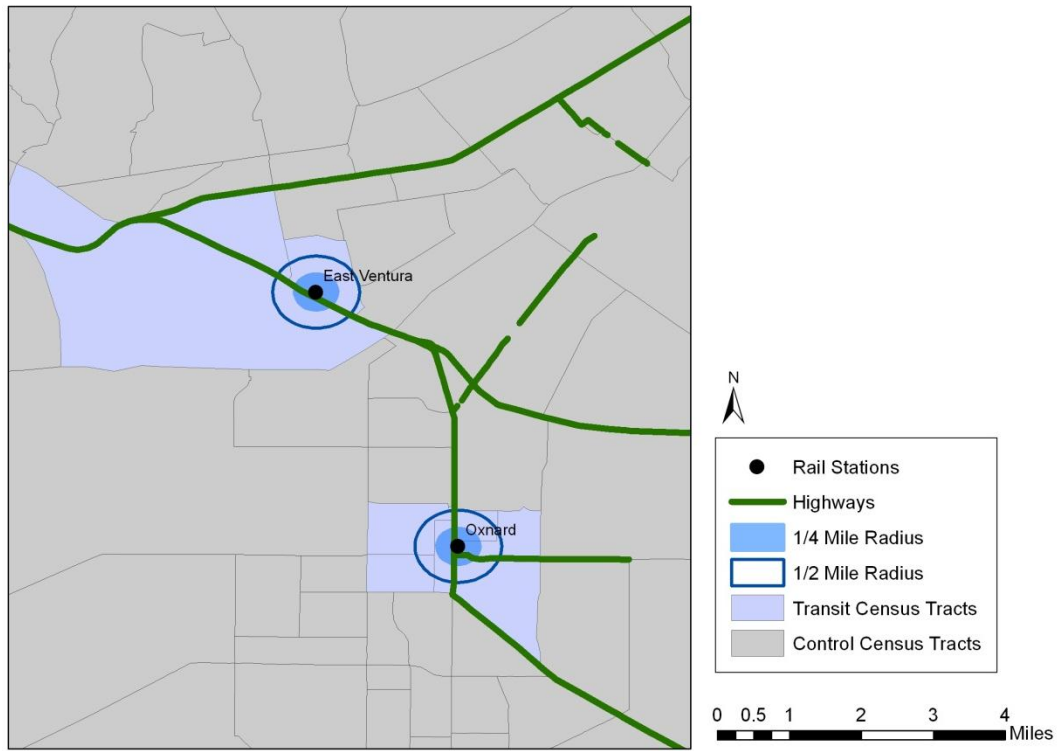 East Ventura
Oxnard
N
Rail Stations
Highways
1/4 Mile Radius
1/2 Mile Radius
Transit Census Tracts
Control Census Tracts
0 0.5 1 2 3 4
Miles